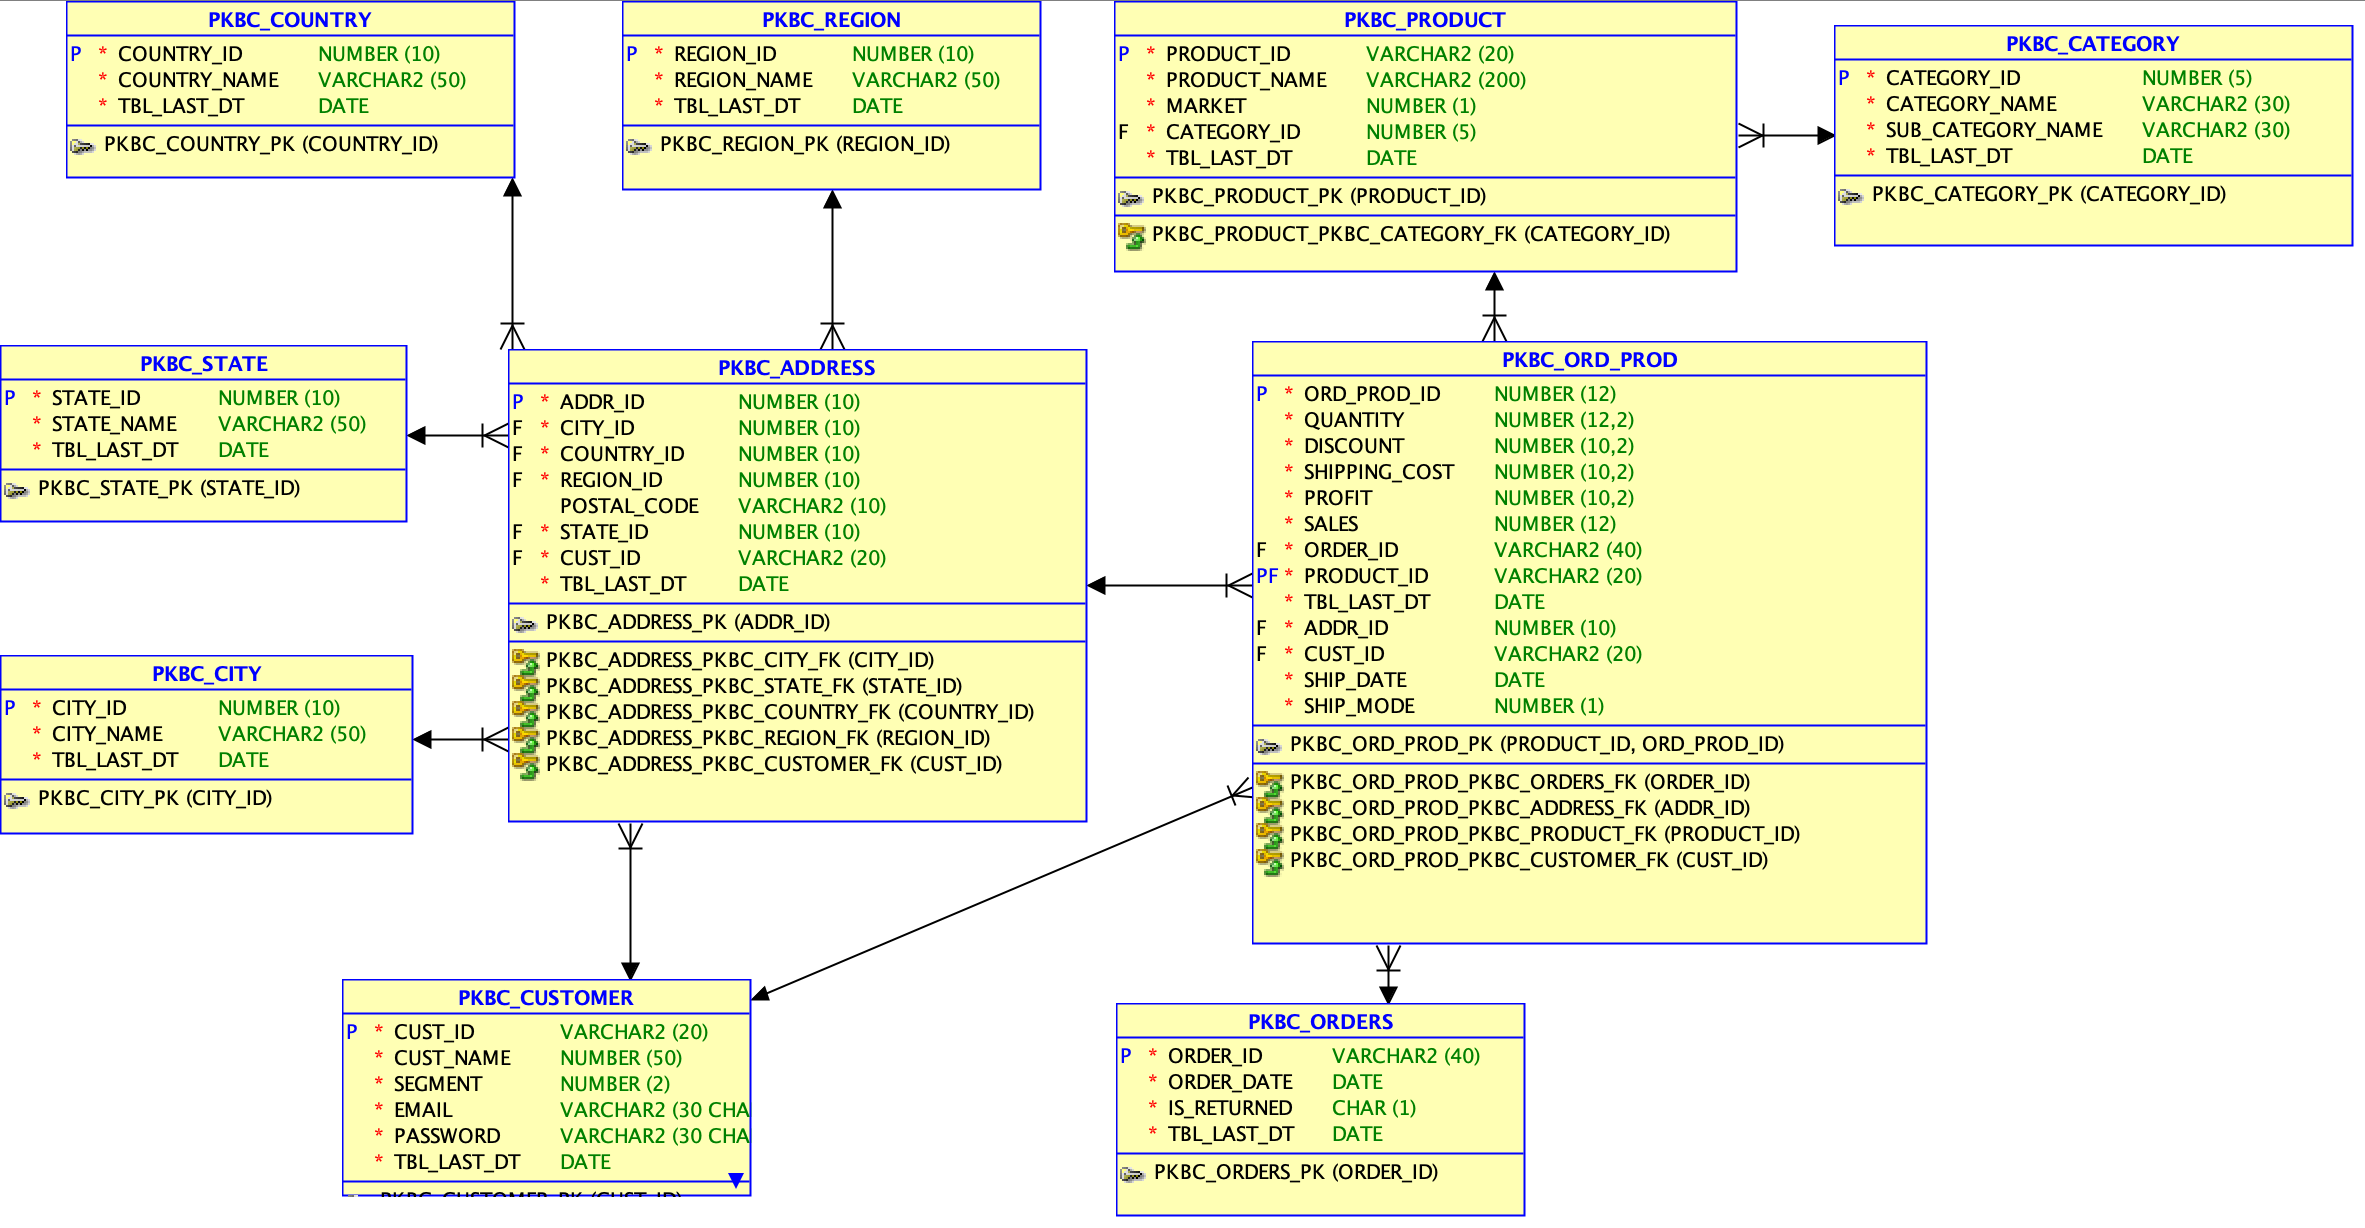 PKBC_COUNTRY
P * COUNTRY_ID NUMBER (10)
* COUNTRY_NAME VARCHAR2 (50)
* TBL_LAST_DT DATE
PKBC_COUNTRY_PK (COUNTRY_ID)
PKBC_REGION
P * REGION_ID NUMBER (10)
* REGION_NAME VARCHAR2 (50)
* TBL_LAST_DT DATE
PKBC_REGION_PK (REGION_ID)
PKBC_PRODUCT
P * PRODUCT_ID VARCHAR2 (20)
* PRODUCT_NAME VARCHAR2 (200)
* MARKET NUMBER (1)
F * CATEGORY_ID NUMBER (5)
* TBL_LAST_DT DATE
PKBC_PRODUCT_PK (PRODUCT_ID)
PKBC_PRODUCT_PKBC_CATEGORY_FK (CATEGORY_ID)
PKBC_CATEGORY
P * CATEGORY_ID NUMBER (5)
* CATEGORY_NAME VARCHAR2 (30)
* SUB_CATEGORY_NAME VARCHAR2 (30)
* TBL_LAST_DT DATE
PKBC_CATEGORY_PK (CATEGORY_ID)
PKBC_STATE
P * STATE_ID NUMBER (10)
* STATE_NAME VARCHAR2 (50)
* TBL_LAST_DT DATE
PKBC_STATE_PK (STATE_ID)
PKBC_ADDRESS
P * ADDR_ID NUMBER (10)
F * CITY_ID NUMBER (10)
F * COUNTRY_ID NUMBER (10)
F * REGION_ID NUMBER (10)
POSTAL_CODE VARCHAR2 (10)
F * STATE_ID NUMBER (10)
F * CUST_ID VARCHAR2 (20)
* TBL_LAST_DT DATE
PKBC_ADDRESS_PK (ADDR_ID)
PKBC_ADDRESS_PKBC_CITY_FK (CITY_ID)
PKBC_ADDRESS_PKBC_STATE_FK (STATE_ID)
PKBC_ADDRESS_PKBC_COUNTRY_FK (COUNTRY_ID)
PKBC_ADDRESS_PKBC_REGION_FK (REGION_ID)
PKBC_ADDRESS_PKBC_CUSTOMER_FK (CUST_ID)
PKBC_ORD_PROD
P * ORD_PROD_ID NUMBER (12)
* QUANTITY NUMBER (12,2)
* DISCOUNT NUMBER (10,2)
* SHIPPING_COST NUMBER (10,2)
* PROFIT NUMBER (10,2)
* SALES NUMBER (12)
F * ORDER_ID VARCHAR2 (40)
PF * PRODUCT_ID VARCHAR2 (20)
* TBL_LAST_DT DATE
F * ADDR_ID NUMBER (10)
F * CUST_ID VARCHAR2 (20)
* SHIP_DATE DATE
* SHIP_MODE NUMBER (1)
PKBC_ORD_PROD_PK (PRODUCT_ID, ORD_PROD_ID)
PKBC_ORD_PROD_PKBC_ORDERS_FK (ORDER_ID)
PKBC_ORD_PROD_PKBC_ADDRESS_FK (ADDR_ID)
PKBC_ORD_PROD_PKBC_PRODUCT_FK (PRODUCT_ID)
PKBC_ORD_PROD_PKBC_CUSTOMER_FK (CUST_ID)
PKBC_CITY
P * CITY_ID NUMBER (10)
* CITY_NAME VARCHAR2 (50)
* TBL_LAST_DT DATE
PKBC_CITY_PK (CITY_ID)
PKBC_CUSTOMER
P * CUST_ID VARCHAR2 (20)
* CUST_NAME NUMBER (50)
* SEGMENT NUMBER (2)
* EMAIL VARCHAR2 (30 CHA
* PASSWORD VARCHAR2 (30 CHA
* TBL_LAST_DT DATE
PKBC_CUSTOMER_PK (CUST_ID)
PKBC_ORDERS
P * ORDER_ID VARCHAR2 (40)
* ORDER_DATE DATE
* IS_RETURNED CHAR (1)
* TBL_LAST_DT DATE
PKBC_ORDERS_PK (ORDER_ID)